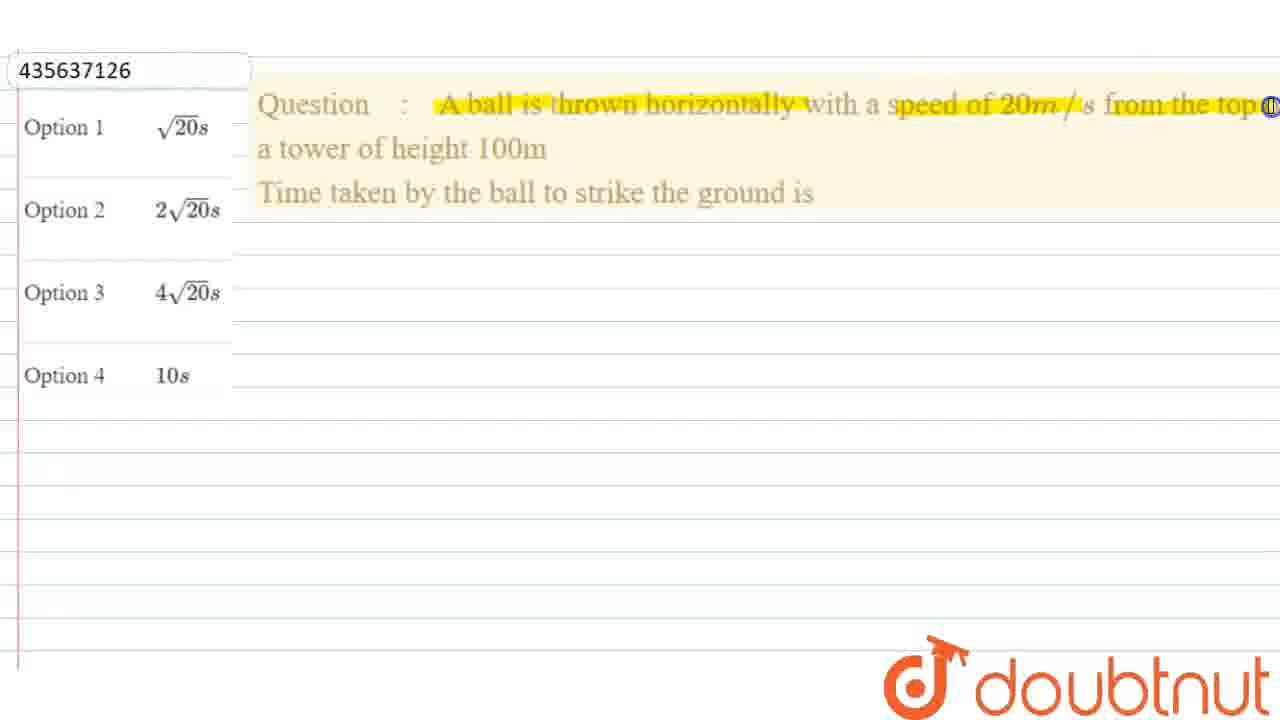 435637126
Question : A ball is thrown horizontally with a speed of 20m/s from the top
a tower of height 100m
Time taken by the ball to strike the ground is
Option 1 √20s
Option 2 2√20s
Option 3 4√20s
Option 4 10s
doubtnut